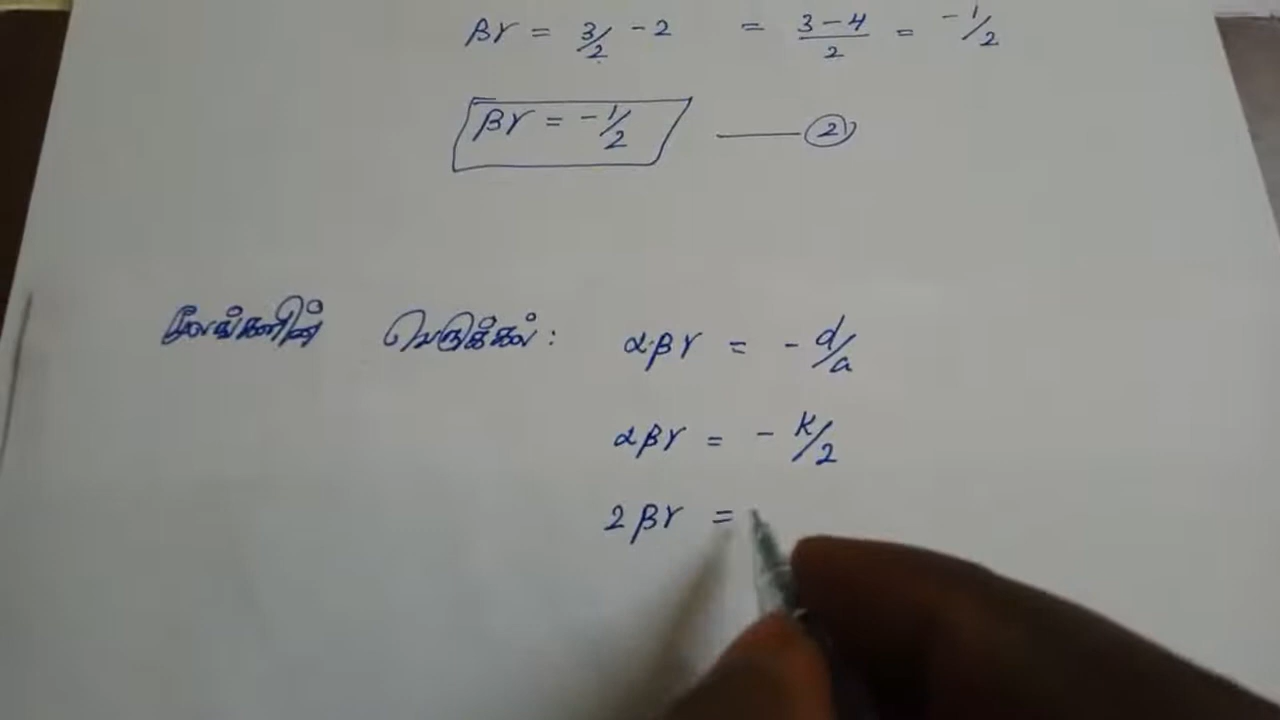 βγ = 3/2 - 2 = (3-4)/2 = -1/2
βγ = -1/2 —— (2)
மூலங்களின் பெருக்கல் : α.βγ = - d/a
αβγ = - k/2
2βγ =